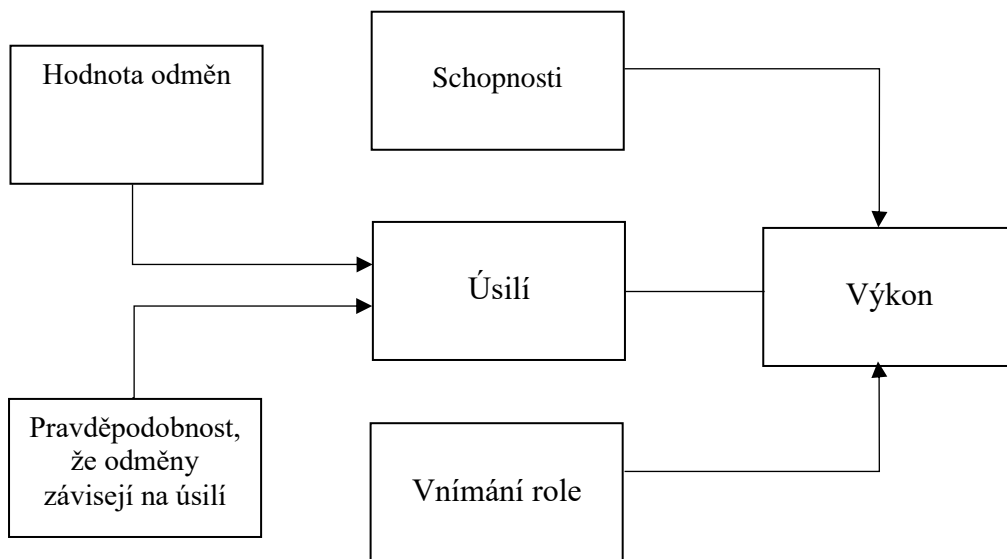 Hodnota odměn
Schopnosti
Úsilí
Výkon
Pravděpodobnost,
že odměny
závisejí na úsilí
Vnímání role